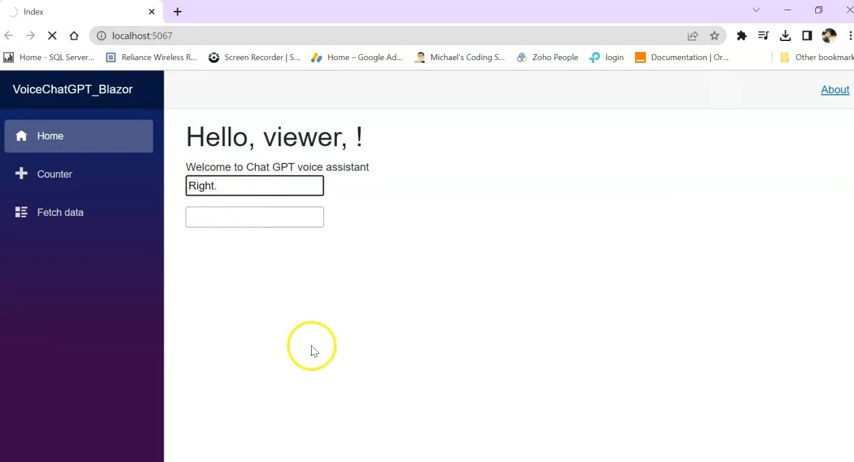 Index
localhost:5067
Home - SQL Server...
Reliance Wireless R...
Screen Recorder | S...
Home – Google Ad...
Michael's Coding S...
Zoho People
login
Documentation | Or...
Other bookmark
VoiceChatGPT_Blazor
About
Home
Counter
Fetch data
Hello, viewer, !
Welcome to Chat GPT voice assistant
Right.